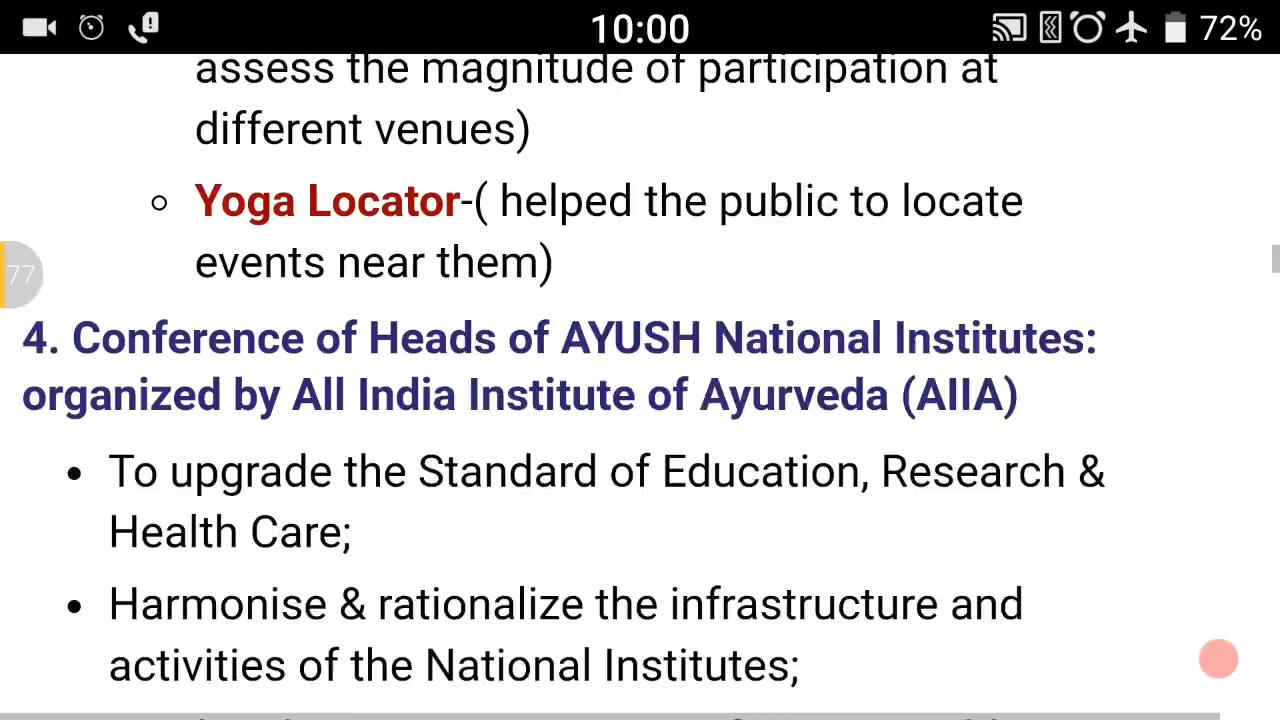 10:00
72%
assess the magnitude of participation at
different venues)
Yoga Locator-( helped the public to locate
events near them)
77
4. Conference of Heads of AYUSH National Institutes:
organized by All India Institute of Ayurveda (AIIA)
• To upgrade the Standard of Education, Research &
Health Care;
• Harmonise & rationalize the infrastructure and
activities of the National Institutes;